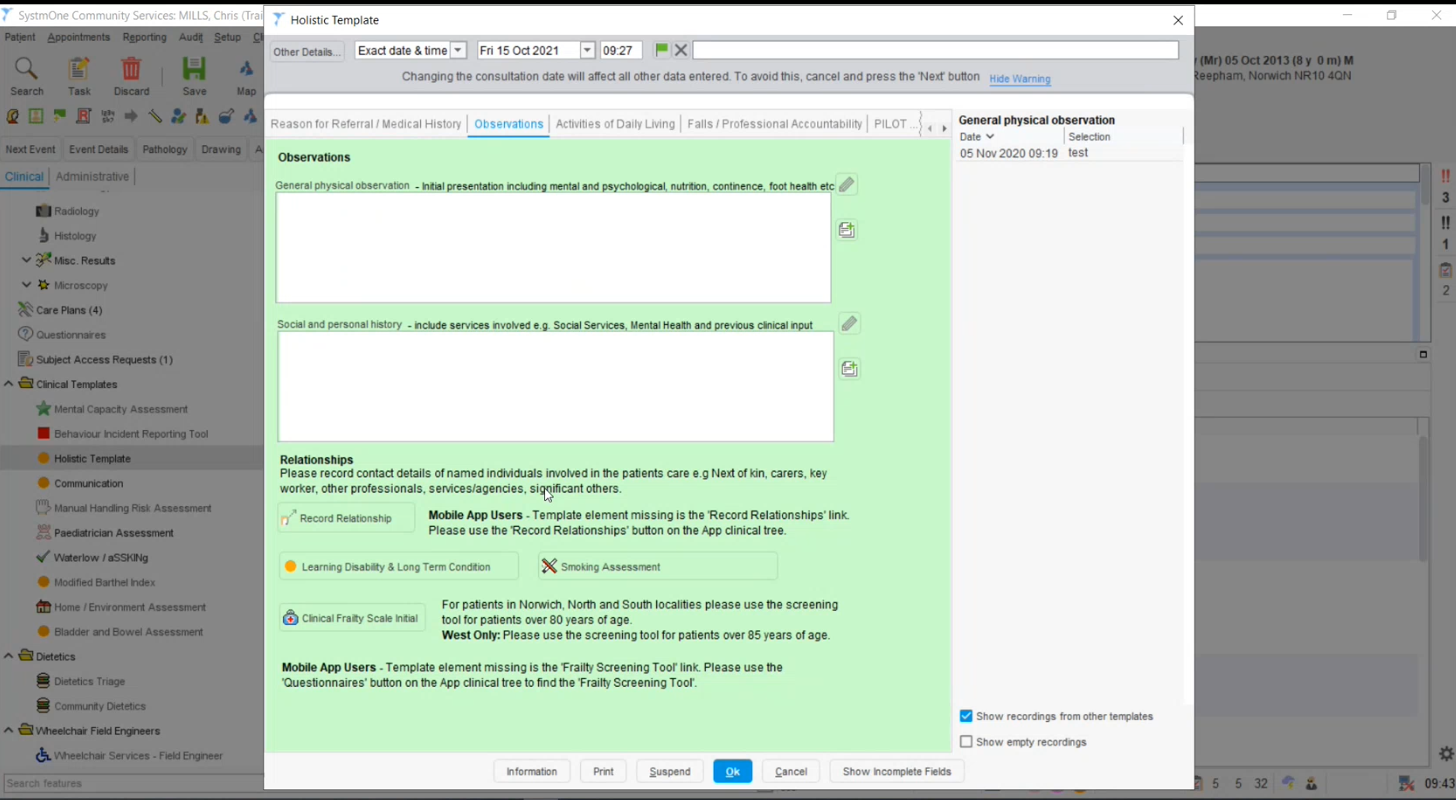 SystmOne Community Services: MILLS, Chris (Trai
Holistic Template
Patient Appointments Reporting Audit Setup
Other Details... Exact date & time Fri 15 Oct 2021 09:27
Changing the consultation date will affect all other data entered. To avoid this, cancel and press the 'Next' button Hide Warning
(Mr) 05 Oct 2013 (8 y 0 m) M
Reepham, Norwich NR10 4QN
Search Task Discard Save Map
Next Event Event Details Pathology Drawing
Clinical Administrative
Radiology
Histology
Misc. Results
Microscopy
Care Plans (4)
Questionnaires
Subject Access Requests (1)
Clinical Templates
Mental Capacity Assessment
Behaviour Incident Reporting Tool
Holistic Template
Communication
Manual Handling Risk Assessment
Paediatrician Assessment
Waterlow / aSSKINg
Modified Barthel Index
Home / Environment Assessment
Bladder and Bowel Assessment
Dietetics
Dietetics Triage
Community Dietetics
Wheelchair Field Engineers
Wheelchair Services - Field Engineer
Search features
Reason for Referral / Medical History Observations Activities of Daily Living Falls / Professional Accountability PILOT ...
Observations
General physical observation - Initial presentation including mental and psychological, nutrition, continence, foot health etc
Social and personal history - include services involved e.g. Social Services, Mental Health and previous clinical input
Relationships
Please record contact details of named individuals involved in the patients care e.g Next of kin, carers, key
worker, other professionals, services/agencies, significant others.
Record Relationship
Mobile App Users - Template element missing is the 'Record Relationships' link.
Please use the 'Record Relationships' button on the App clinical tree.
Learning Disability & Long Term Condition Smoking Assessment
Clinical Frailty Scale Initial
For patients in Norwich, North and South localities please use the screening
tool for patients over 80 years of age.
West Only: Please use the screening tool for patients over 85 years of age.
Mobile App Users - Template element missing is the 'Frailty Screening Tool' link. Please use the
'Questionnaires' button on the App clinical tree to find the 'Frailty Screening Tool'.
General physical observation
Date Selection
05 Nov 2020 09:19 test
Show recordings from other templates
Show empty recordings
Information Print Suspend Ok Cancel Show Incomplete Fields
!!
3
!!
1
2
5 5 32 09:43